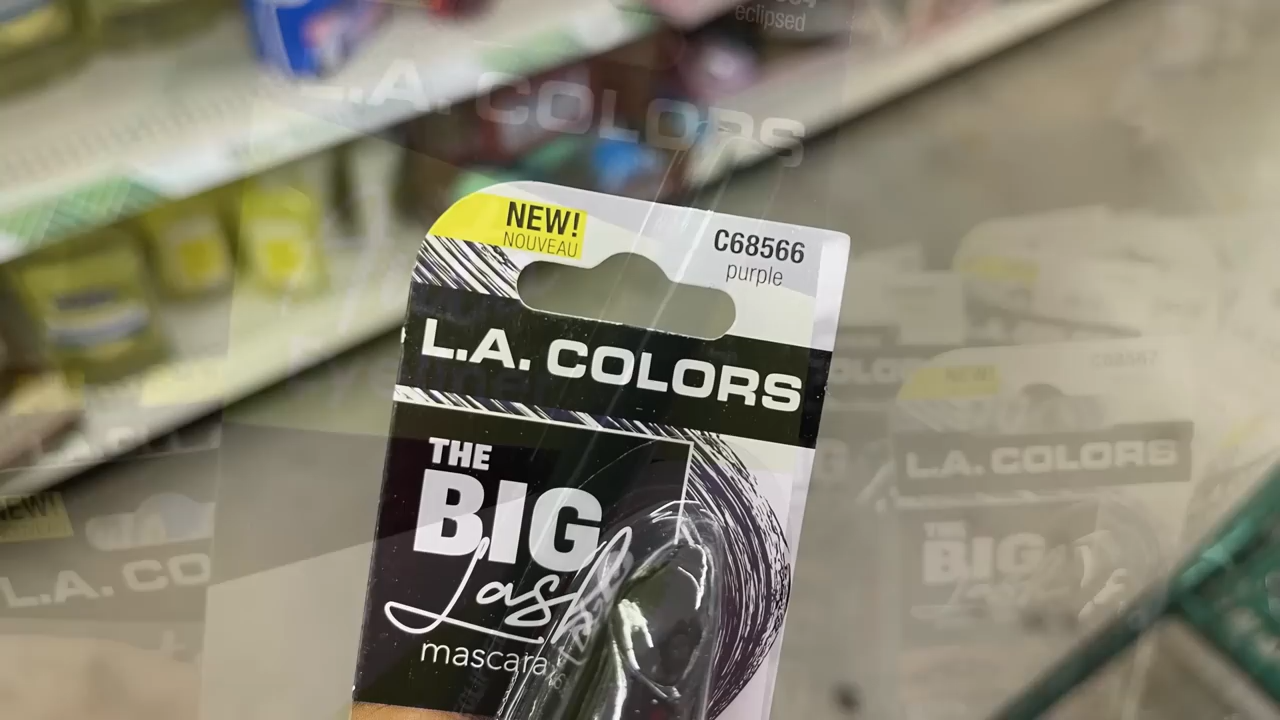 eclipsed
L.A. COLORS
NEW!
NOUVEAU
C68566
purple
L.A. COLORS
THE
BIG
Lash
mascara
NEW!
L.A. CO
NEW!
L.A. COLORS
THE
BIG